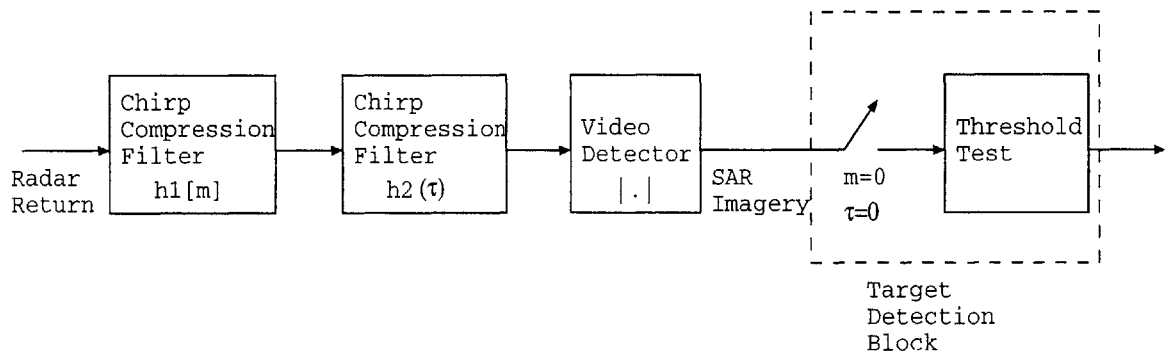 Chirp
Compression
Filter
h1[m]
Chirp
Compression
Filter
h2(τ)
Video
Detector
|.|
Threshold
Test
Radar
Return
SAR
Imagery
m=0
τ=0
Target
Detection
Block